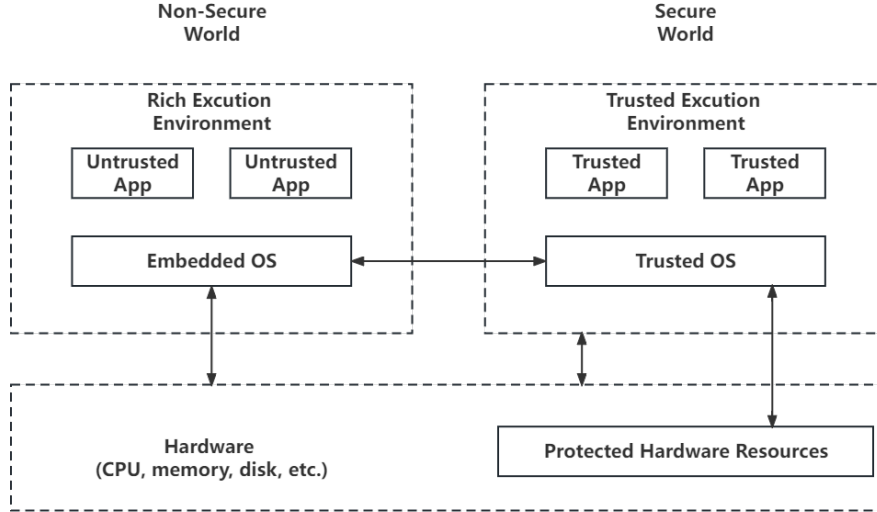 Non-Secure
World
Secure
World
Rich Excution
Environment
Trusted Excution
Environment
Untrusted
App
Untrusted
App
Trusted
App
Trusted
App
Embedded OS
Trusted OS
Hardware
(CPU, memory, disk, etc.)
Protected Hardware Resources